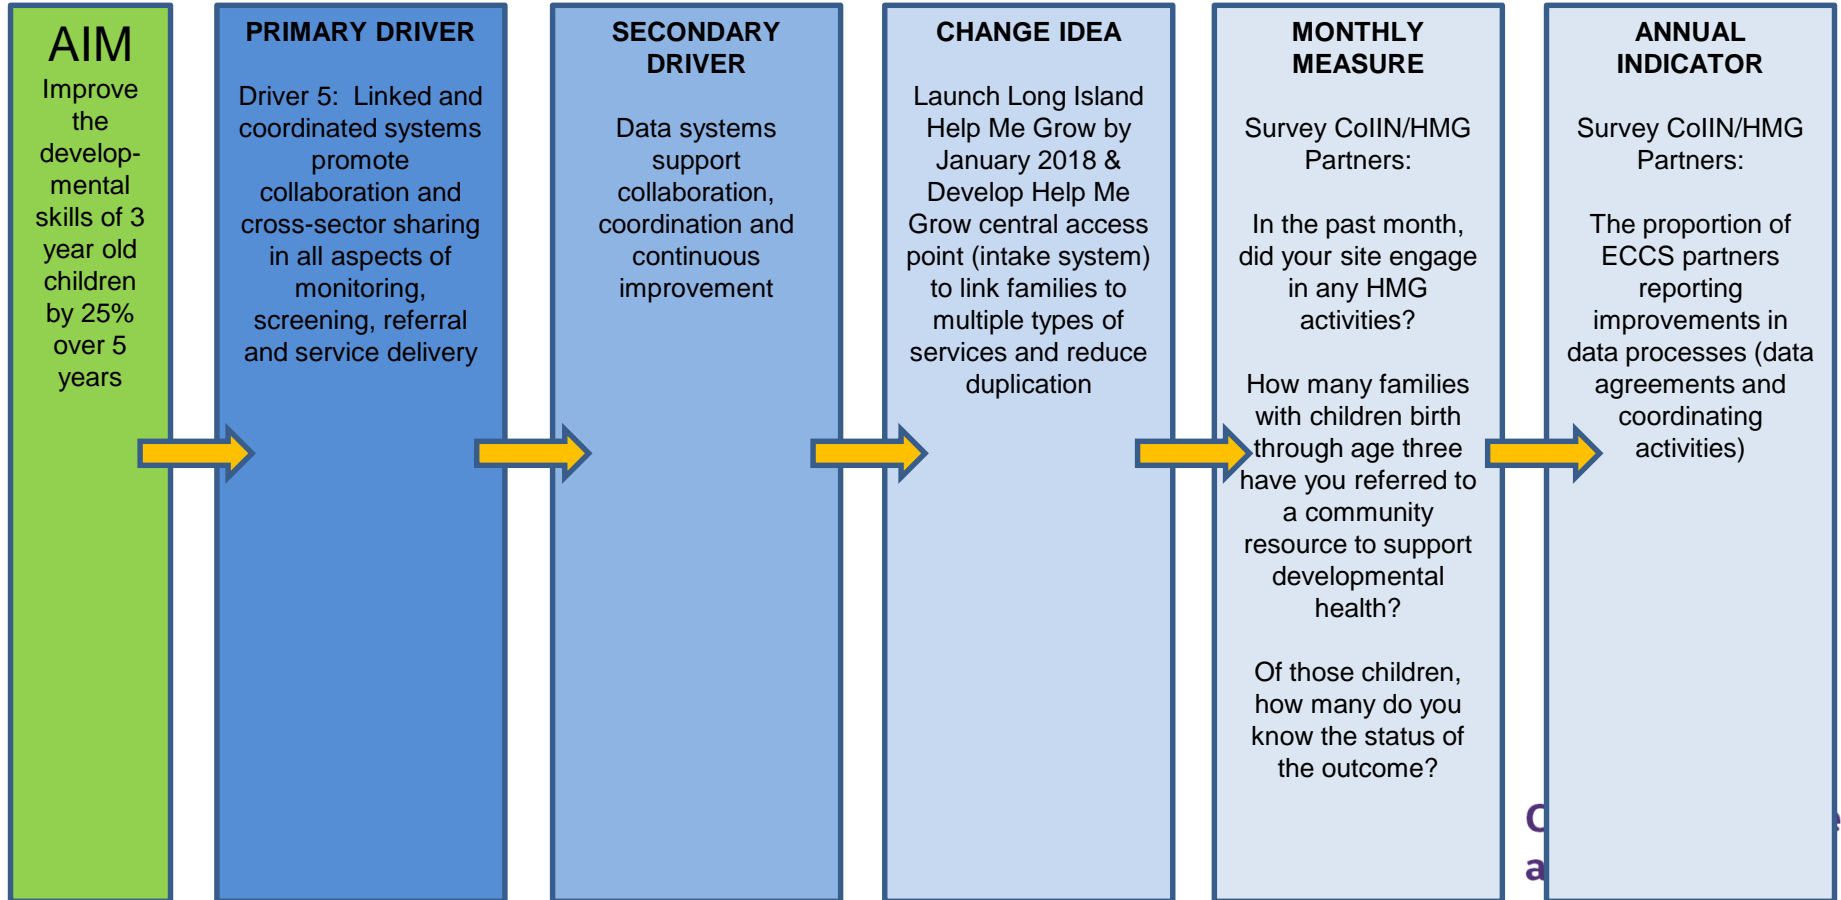 AIM
Improve
the
develop-
mental
skills of 3
year old
children
by 25%
over 5
years
PRIMARY DRIVER
Driver 5: Linked and
coordinated systems
promote
collaboration and
cross-sector sharing
in all aspects of
monitoring,
screening, referral
and service delivery
SECONDARY
DRIVER
Data systems
support
collaboration,
coordination and
continuous
improvement
CHANGE IDEA
Launch Long Island
Help Me Grow by
January 2018 &
Develop Help Me
Grow central access
point (intake system)
to link families to
multiple types of
services and reduce
duplication
MONTHLY
MEASURE
Survey CoIIN/HMG
Partners:
In the past month,
did your site engage
in any HMG
activities?
How many families
with children birth
through age three
have you referred to
a community
resource to support
developmental
health?
Of those children,
how many do you
know the status of
the outcome?
ANNUAL
INDICATOR
Survey CoIIN/HMG
Partners:
The proportion of
ECCS partners
reporting
improvements in
data processes (data
agreements and
coordinating
activities)